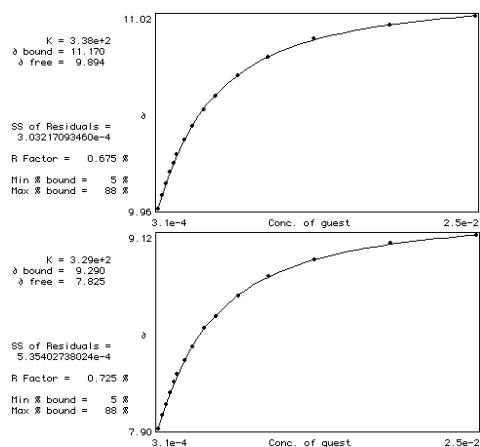 11.02
K = 3.38e+2
∂ bound = 11.170
∂ free = 9.894
∂
SS of Residuals =
3.03217093460e-4
R Factor = 0.675 %
Min % bound = 5 %
Max % bound = 88 %
9.96
3.1e-4 Conc. of guest 2.5e-2
9.12
K = 3.29e+2
∂ bound = 9.290
∂ free = 7.825
∂
SS of Residuals =
5.35402738024e-4
R Factor = 0.725 %
Min % bound = 5 %
Max % bound = 88 %
7.90
3.1e-4 Conc. of guest 2.5e-2